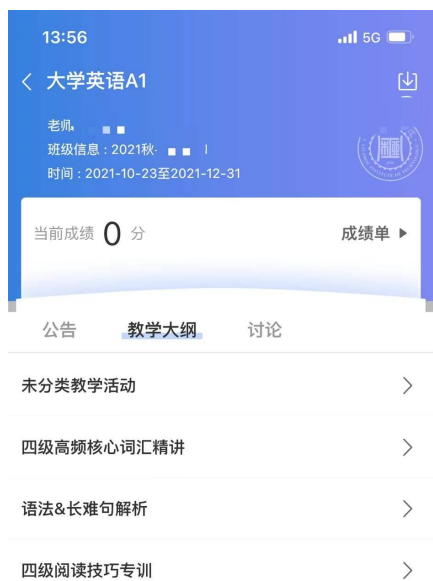 13:56
5G
大学英语A1
老师
班级信息：2021秋-
时间：2021-10-23至2021-12-31
当前成绩 0 分
成绩单
公告 教学大纲 讨论
未分类教学活动
四级高频核心词汇精讲
语法&长难句解析
四级阅读技巧专训